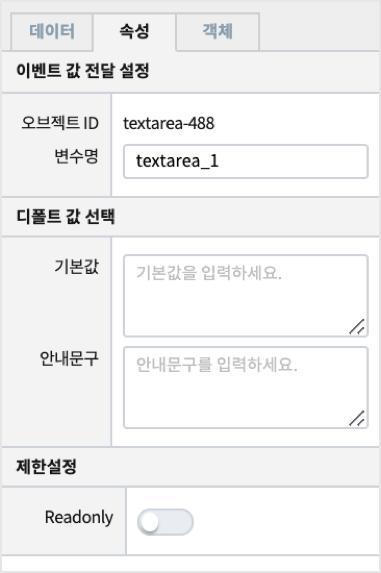 데이터 속성 객체
이벤트 값 전달 설정
오브젝트 ID textarea-488
변수명 textarea_1
디폴트 값 선택
기본값 기본값을 입력하세요.
안내문구 안내문구를 입력하세요.
제한설정
Readonly